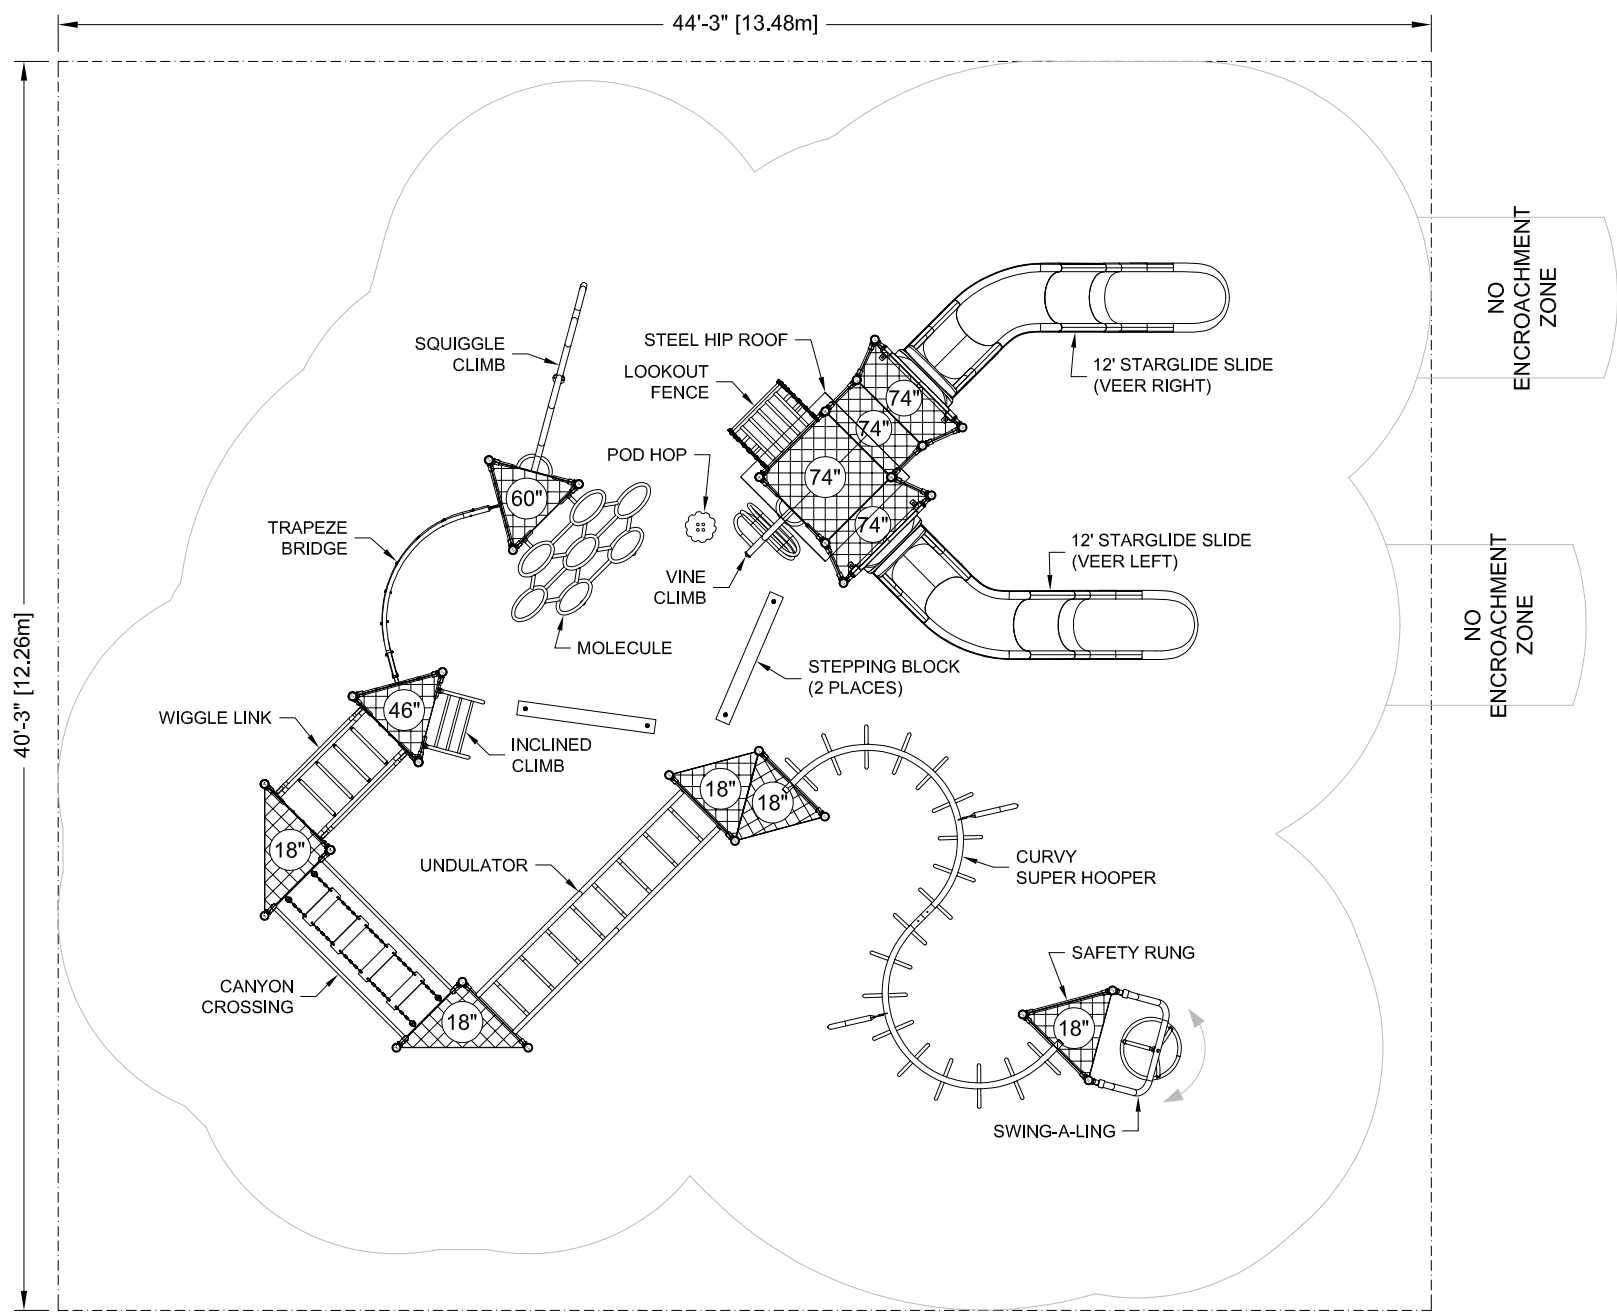 44'-3" [13.48m]
40'-3" [12.26m]
NO
ENCROACHMENT
ZONE
SQUIGGLE
CLIMB
STEEL HIP ROOF
LOOKOUT
FENCE
12' STARGLIDE SLIDE
(VEER RIGHT)
74"
74"
74"
74"
POD HOP
60"
TRAPEZE
BRIDGE
VINE
CLIMB
12' STARGLIDE SLIDE
(VEER LEFT)
NO
ENCROACHMENT
ZONE
MOLECULE
STEPPING BLOCK
(2 PLACES)
WIGGLE LINK
46"
INCLINED
CLIMB
18"
18"
18"
UNDULATOR
CURVY
SUPER HOOPER
CANYON
CROSSING
18"
SAFETY RUNG
18"
SWING-A-LING